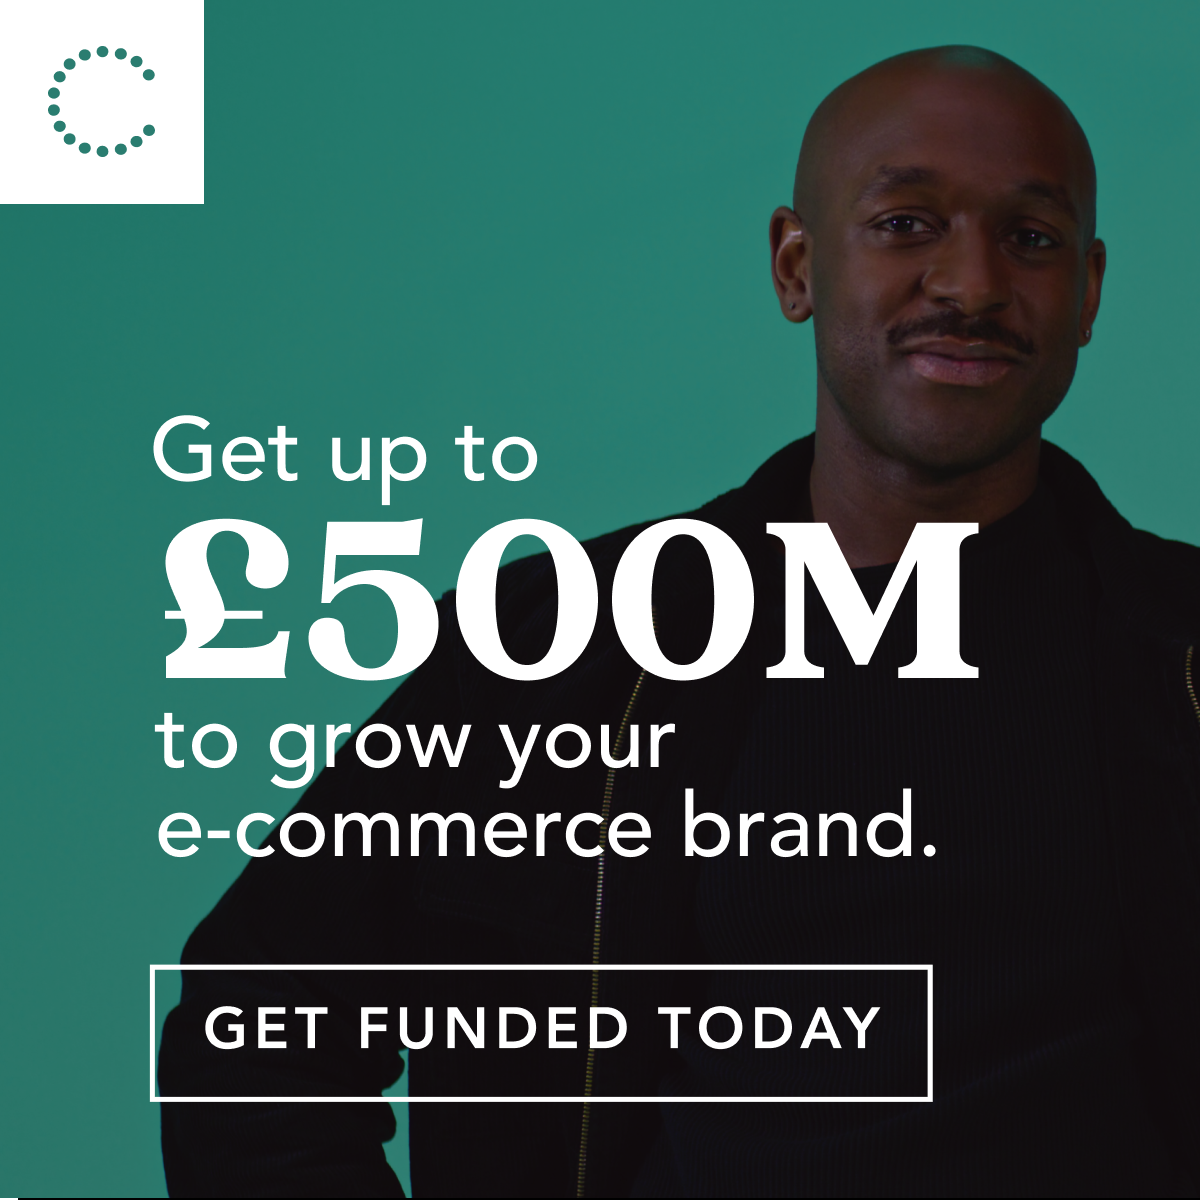 Get up to
£500M
to grow your
e-commerce brand.
GET FUNDED TODAY